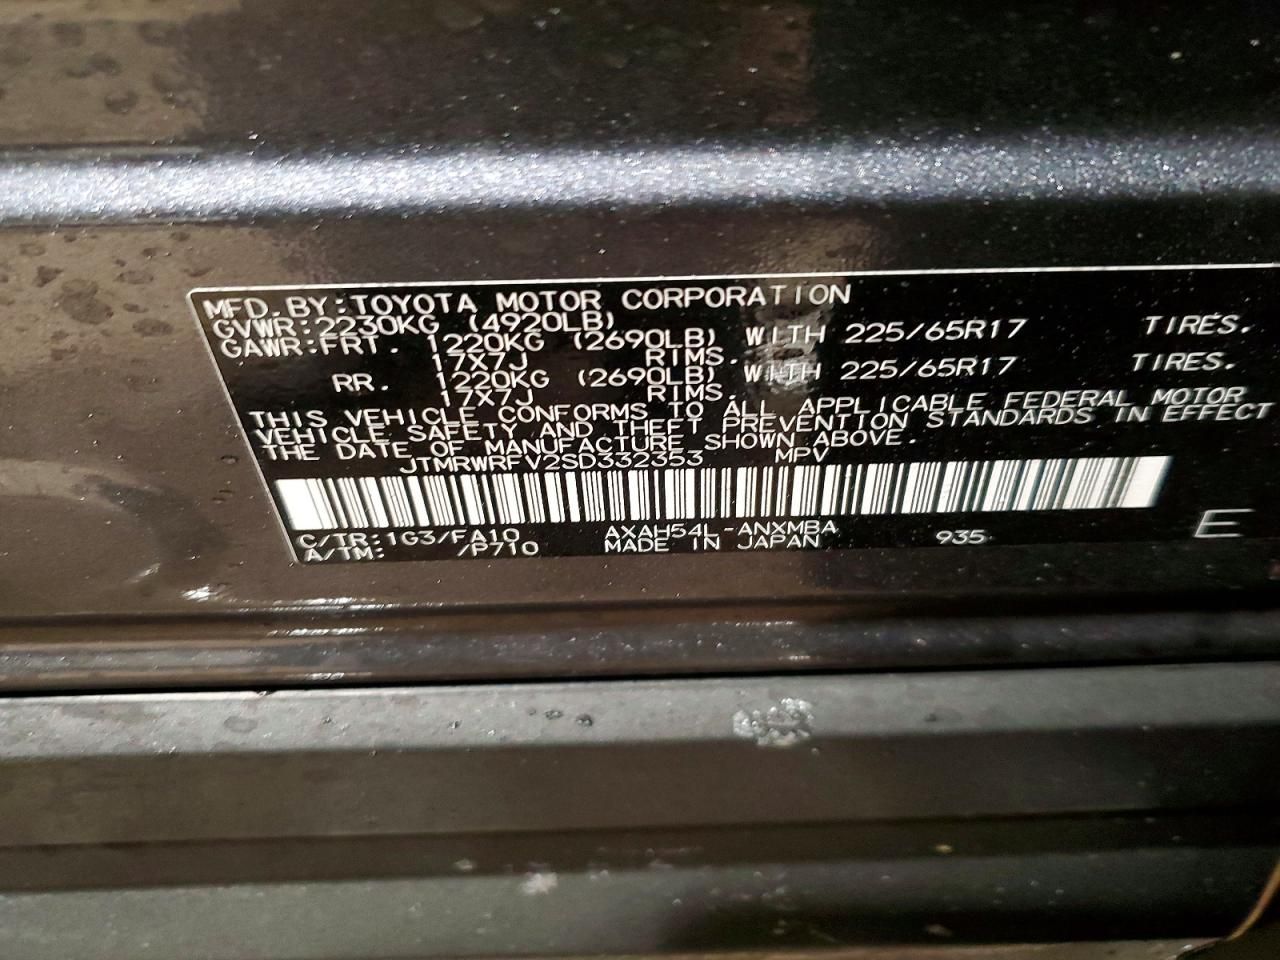 MFD. BY: TOYOTA MOTOR CORPORATION
GVWR: 2230KG (4920LB)
GAWR: FRT. 1220KG (2690LB) WITH 225/65R17 TIRES.
17X7J RIMS.
RR. 1220KG (2690LB) WITH 225/65R17 TIRES.
17X7J RIMS.
THIS VEHICLE CONFORMS TO ALL APPLICABLE FEDERAL MOTOR
VEHICLE SAFETY AND THEFT PREVENTION STANDARDS IN EFFECT
THE DATE OF MANUFACTURE SHOWN ABOVE.
JTMRWRFV2SD332353 MPV
C/TR: 1G3/FA10 AXAH54L-ANXMBA 935 E
A/TM: /P710 MADE IN JAPAN